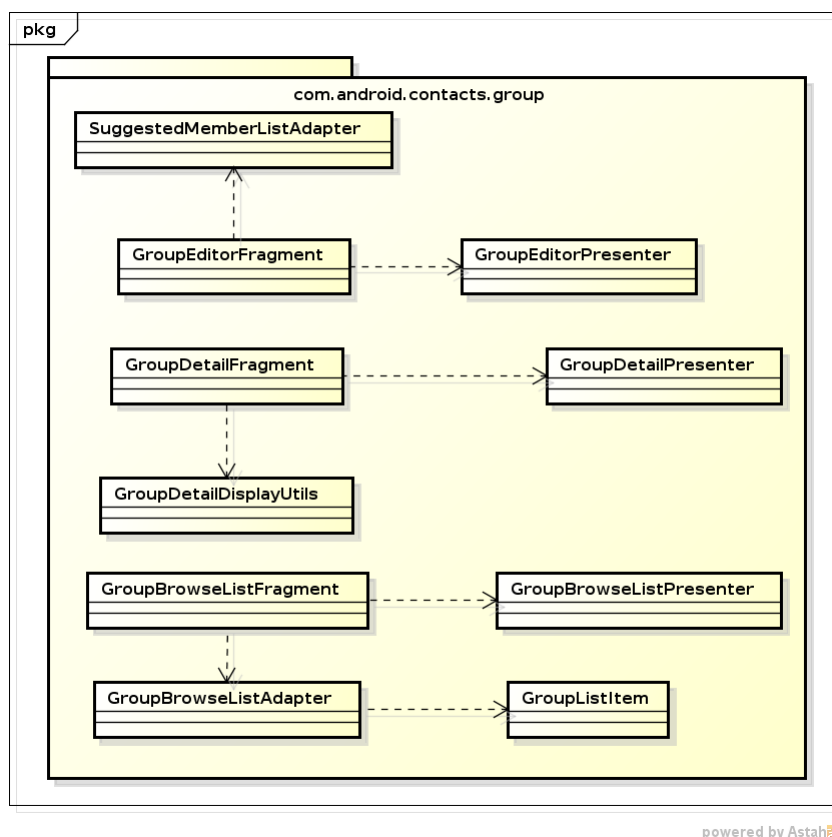 pkg
com.android.contacts.group
SuggestedMemberListAdapter
GroupEditorFragment
GroupEditorPresenter
GroupDetailFragment
GroupDetailPresenter
GroupDetailDisplayUtils
GroupBrowseListFragment
GroupBrowseListPresenter
GroupBrowseListAdapter
GroupListItem
powered by Astah